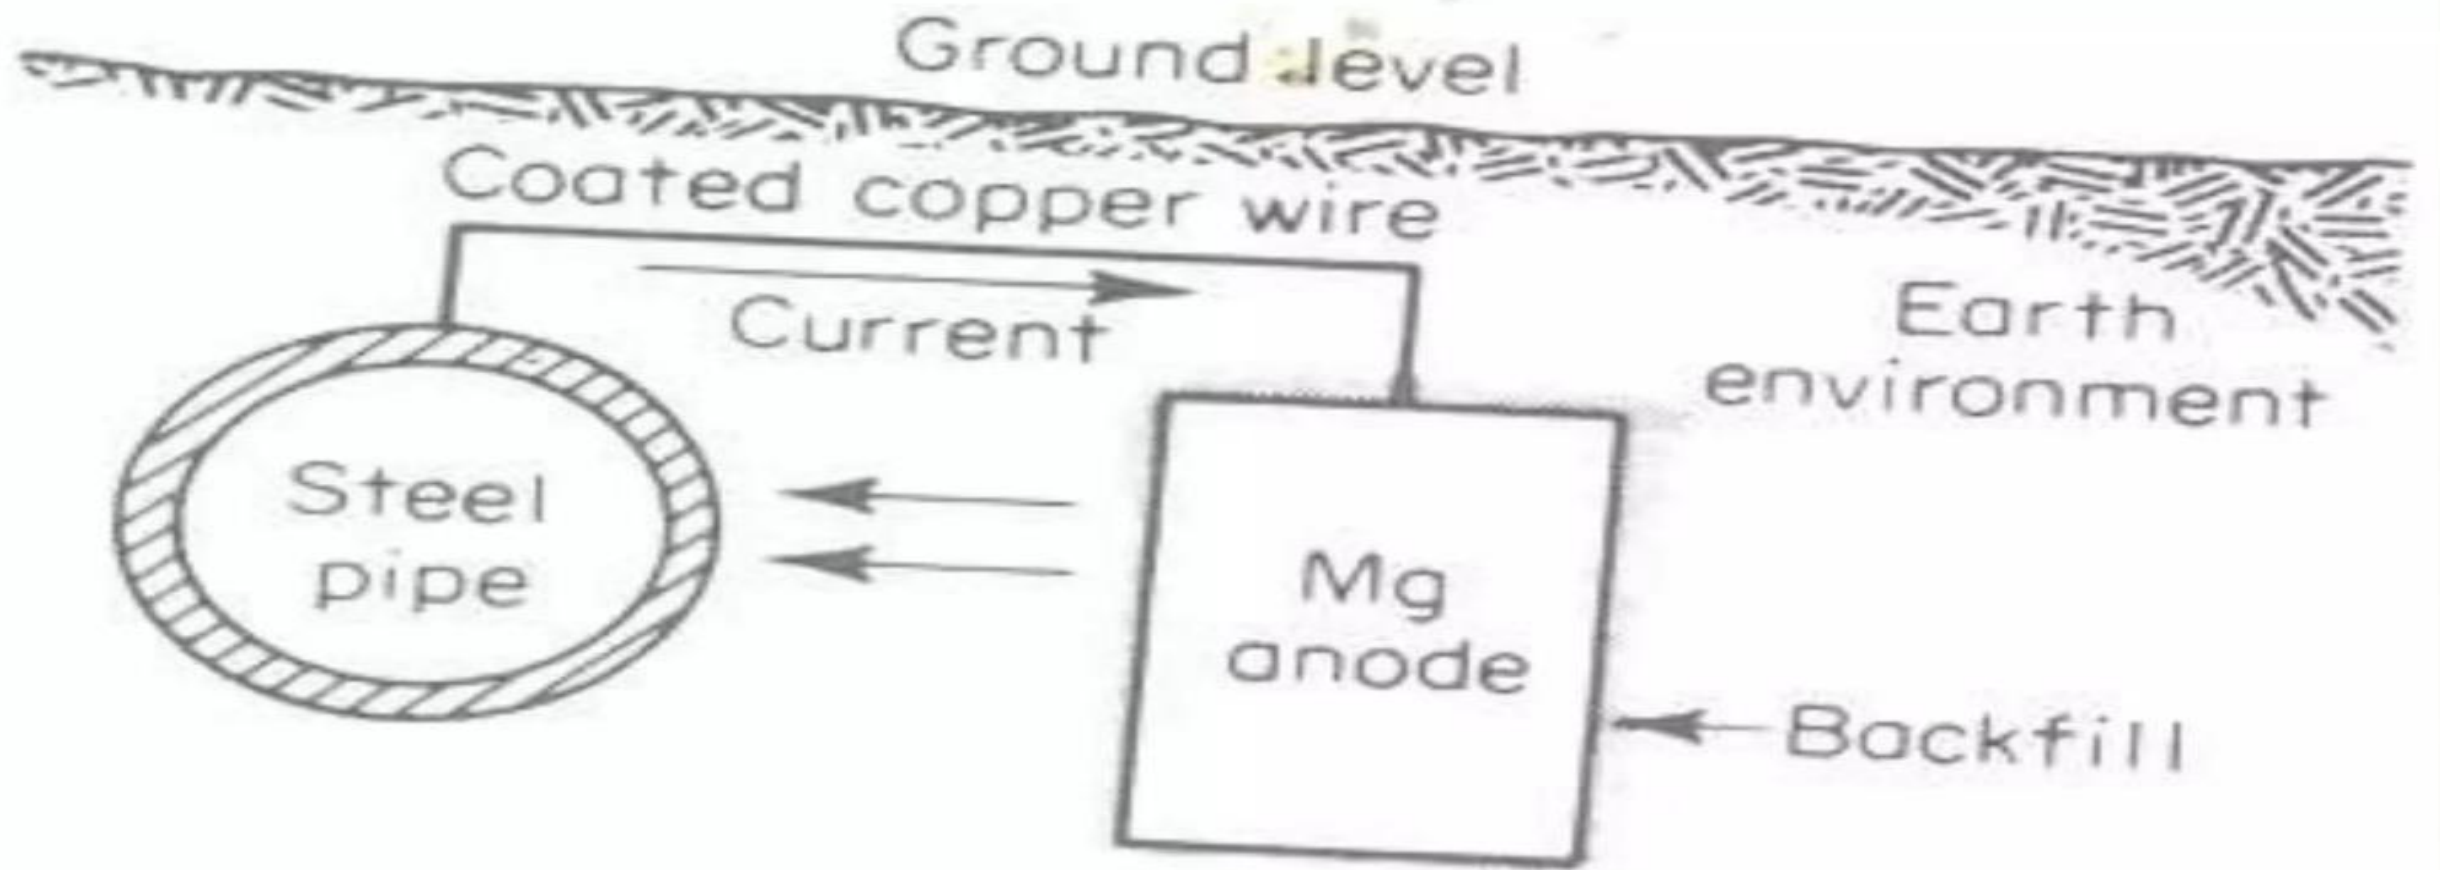 Ground level
Coated copper wire
Current
Earth
environment
Steel
pipe
Mg
anode
Backfill